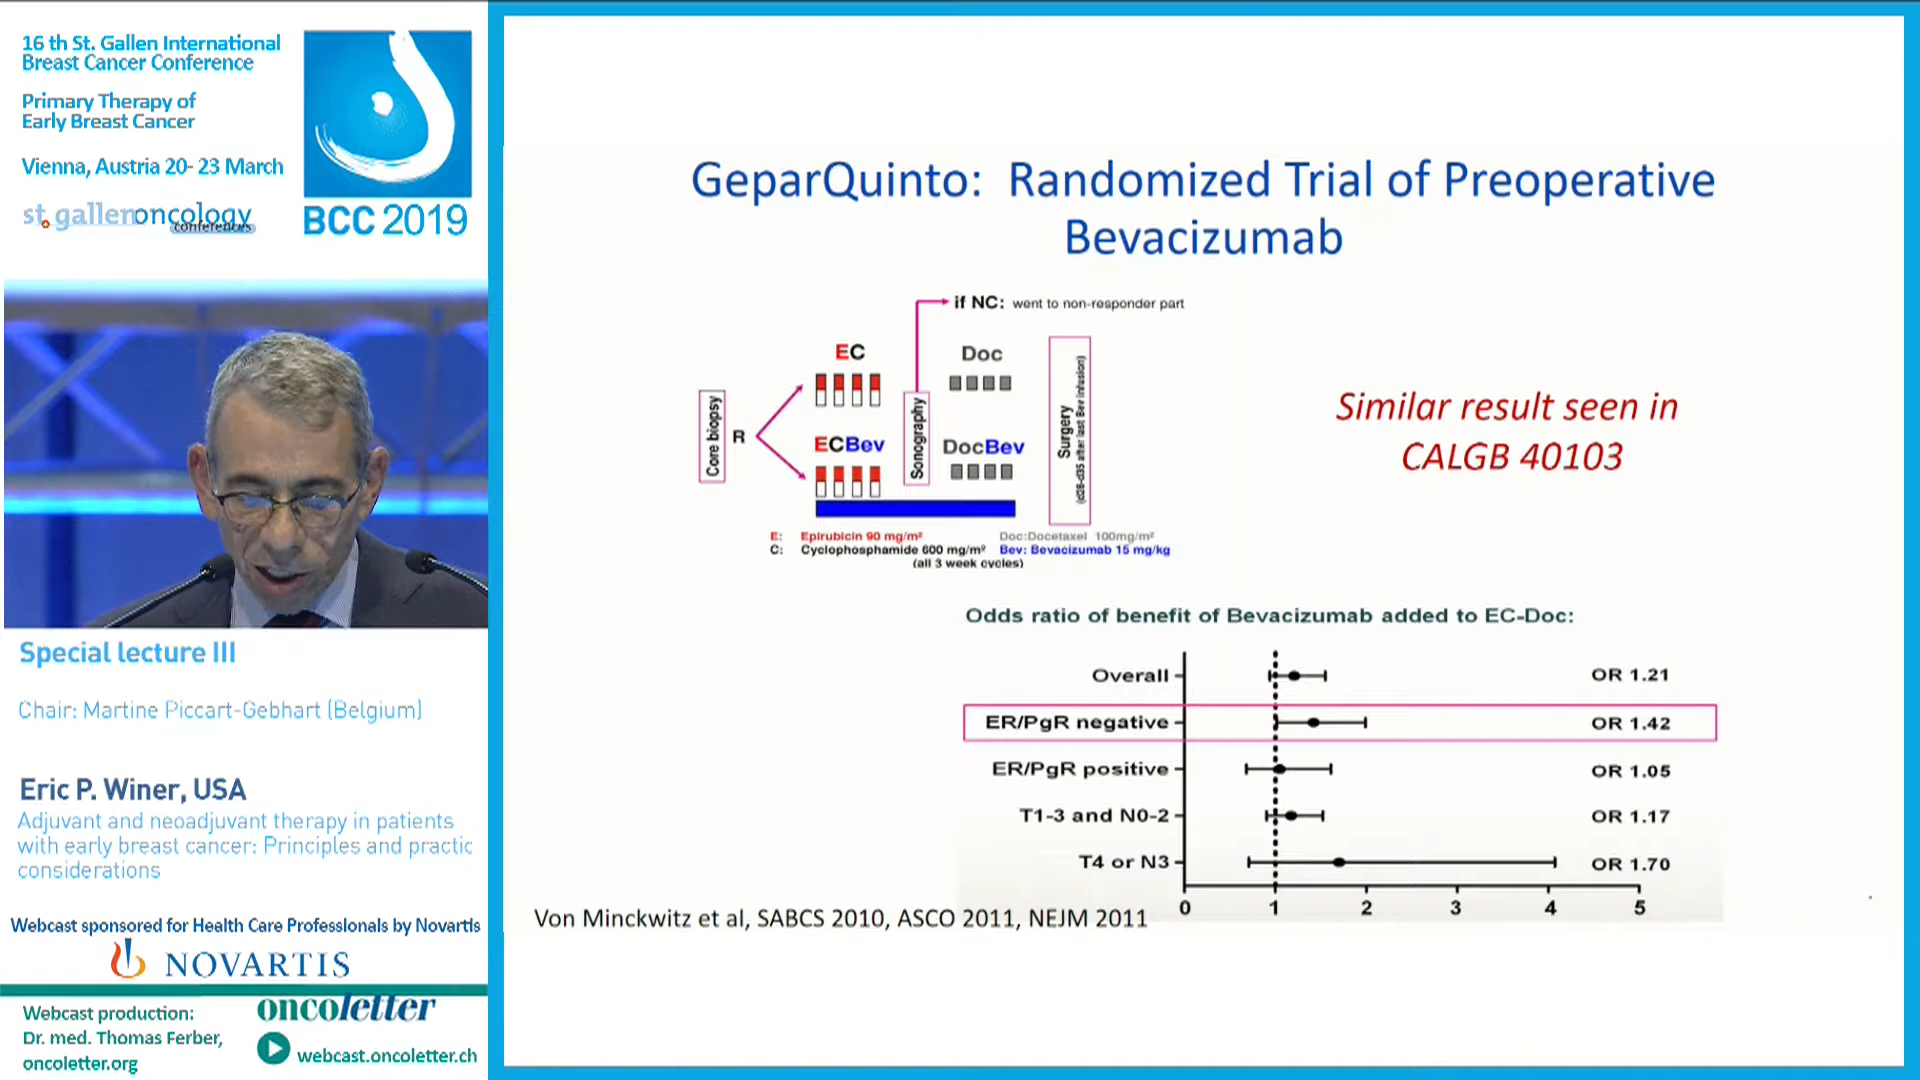 16 th St. Gallen International
Breast Cancer Conference
Primary Therapy of
Early Breast Cancer
Vienna, Austria 20- 23 March
st.gallenoncology
conferences
BCC 2019
Special lecture III
Chair: Martine Piccart-Gebhart (Belgium)
Eric P. Winer, USA
Adjuvant and neoadjuvant therapy in patients
with early breast cancer: Principles and practic
considerations
Webcast sponsored for Health Care Professionals by Novartis
NOVARTIS
Webcast production:
Dr. med. Thomas Ferber,
oncoletter.org
oncoletter
webcast.oncoletter.ch
GeparQuinto: Randomized Trial of Preoperative
Bevacizumab
if NC: went to non-responder part
EC
Doc
Core biopsy
R
ECBev
Sonography
DocBev
Surgery
(d28-d35 after last Bev infusion)
E: Epirubicin 90 mg/m² Doc:Docetaxel 100mg/m²
C: Cyclophosphamide 600 mg/m² Bev: Bevacizumab 15 mg/kg
(all 3 week cycles)
Similar result seen in
CALGB 40103
Odds ratio of benefit of Bevacizumab added to EC-Doc:
Overall OR 1.21
ER/PgR negative OR 1.42
ER/PgR positive OR 1.05
T1-3 and N0-2 OR 1.17
T4 or N3 OR 1.70
0 1 2 3 4 5
Von Minckwitz et al, SABCS 2010, ASCO 2011, NEJM 2011